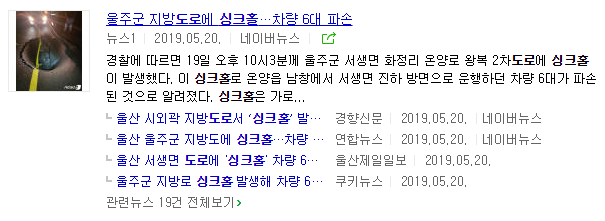 울주군 지방도로에 싱크홀…차량 6대 파손
뉴스1 2019.05.20. 네이버뉴스
경찰에 따르면 19일 오후 10시3분께 울주군 서생면 화정리 온양로 왕복 2차도로에 싱크홀
이 발생했다. 이 싱크홀로 온양읍 남창에서 서생면 진하 방면으로 운행하던 차량 6대가 파손
된 것으로 알려졌다. 싱크홀은 가로...
울산 시외곽 지방도로서 '싱크홀' 발… 경향신문 2019.05.20. 네이버뉴스
울산 울주군 지방도에 싱크홀…차량 … 연합뉴스 2019.05.20. 네이버뉴스
울산 서생면 도로에 '싱크홀' 차량 6… 울산제일일보 2019.05.20.
울주군 지방로 싱크홀 발생해 차량 6… 쿠키뉴스 2019.05.20.
관련뉴스 19건 전체보기